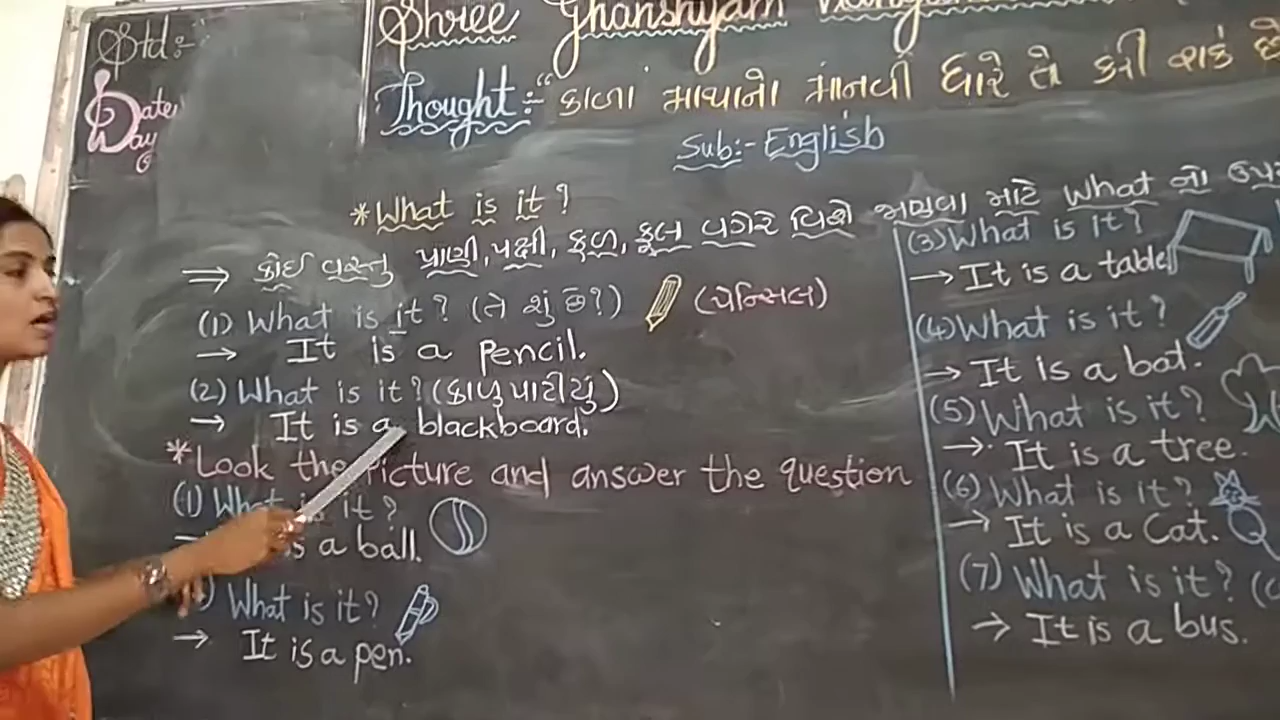 Std:-
Date
Day
Shree Ghanshyam
Thought:- "કાળા માથાનો માનવી ધારે તે કરી શકે છે
Sub:- English
*What is it?
→ કોઈ વસ્તુ પ્રાણી, પક્ષી, ફળ, ફૂલ વગેરે વિશે જાણવા માટે What નો
(1) What is it? (તે શું છે?) (પેન્સિલ)
→ It is a pencil.
(2) What is it? (કાળુ પાટીયું)
→ It is a blackboard.
*Look the Picture and answer the question
(1) What is it?
is a ball.
What is it?
→ It is a pen.
(3) What is it?
→ It is a table
(4) What is it?
→ It is a bat.
(5) What is it?
→ It is a tree.
(6) What is it?
→ It is a Cat.
(7) What is it?
→ It is a bus.